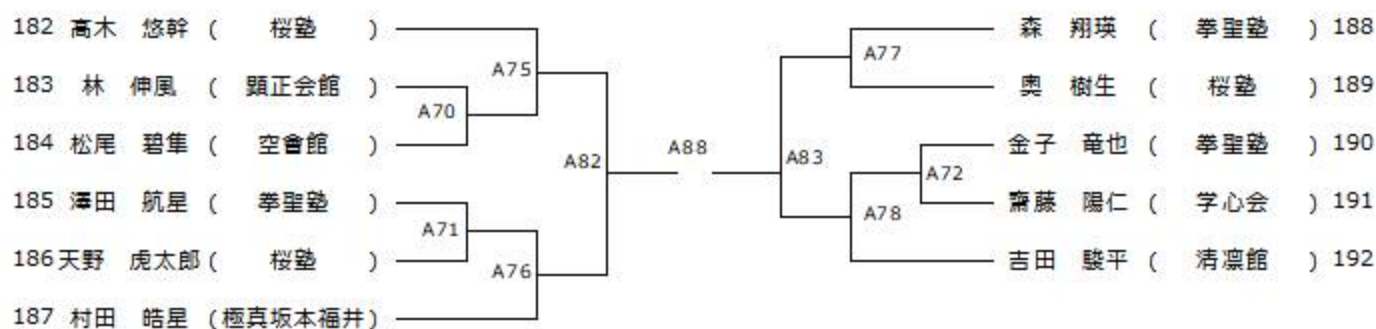 182 高木 悠幹 ( 桜塾 )
183 林 伸風 ( 顕正会館 )
184 松尾 碧隼 ( 空會館 )
185 澤田 航星 ( 拳聖塾 )
186 天野 虎太郎 ( 桜塾 )
187 村田 皓星 ( 極真坂本福井 )
A75
A70
A82
A71
A76
A88
A77
A83
A72
A78
森 翔瑛 ( 拳聖塾 ) 188
奥 樹生 ( 桜塾 ) 189
金子 竜也 ( 拳聖塾 ) 190
齋藤 陽仁 ( 学心会 ) 191
吉田 駿平 ( 清凛館 ) 192